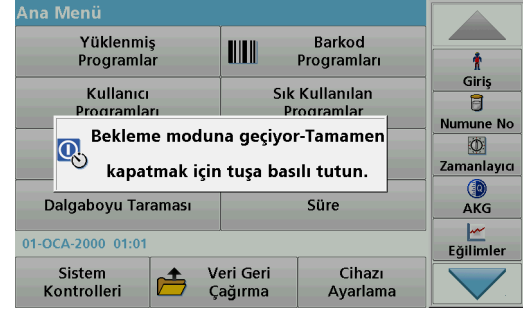 Ana Menü
Yüklenmiş
Programlar
Barkod
Programları
Kullanıcı
Programları
Sık Kullanılan
Programlar
Bekleme moduna geçiyor-Tamamen
kapatmak için tuşa basılı tutun.
Dalgaboyu Taraması
Süre
01-OCA-2000 01:01
Sistem
Kontrolleri
Veri Geri
Çağırma
Cihazı
Ayarlama
Giriş
Numune No
Zamanlayıcı
AKG
Eğilimler